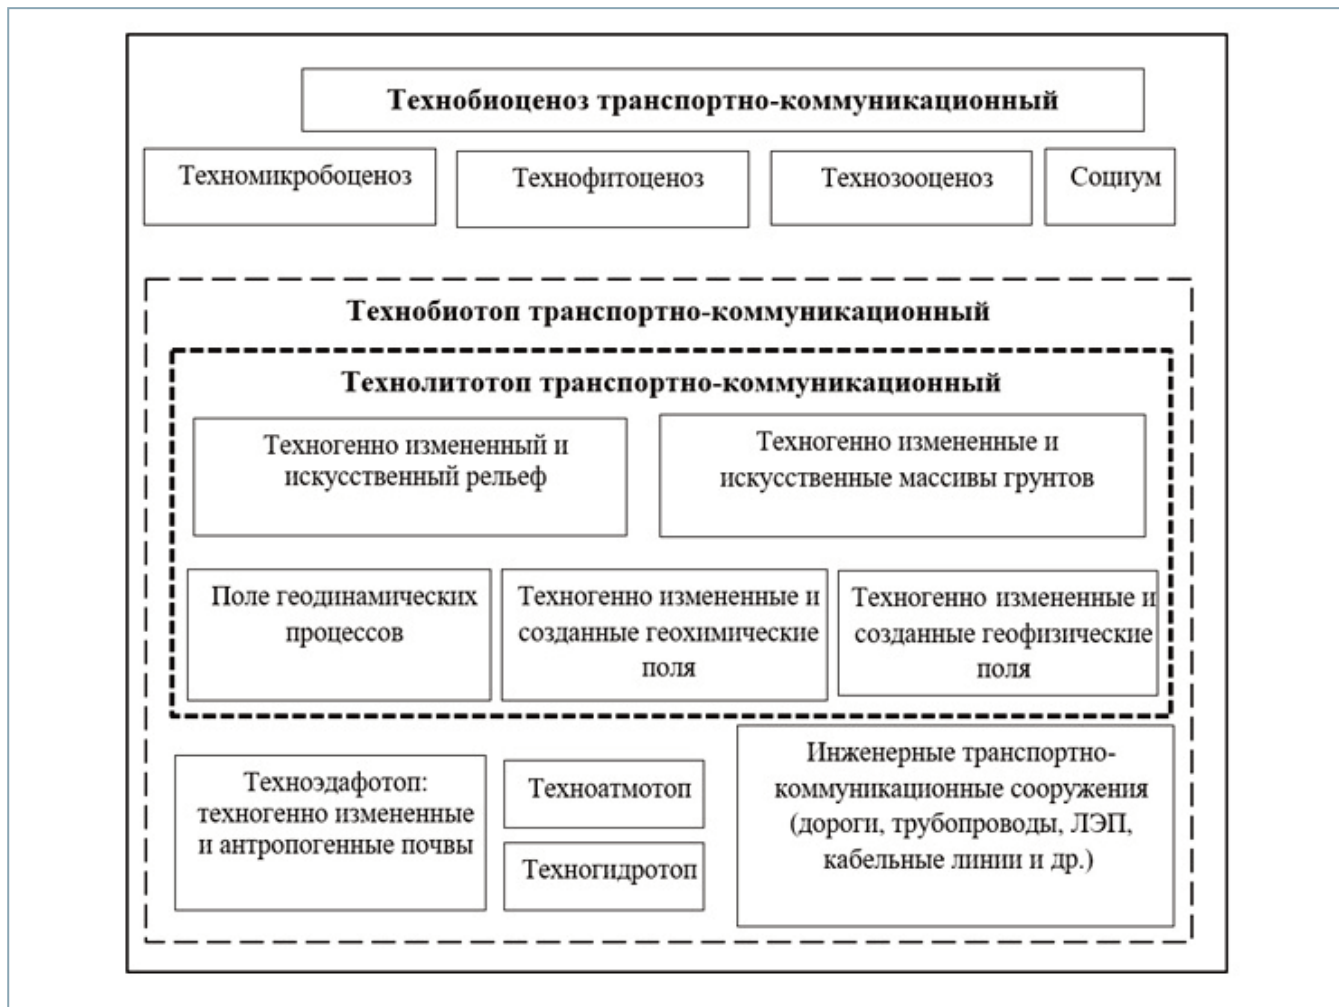 Технобиоценоз транспортно-коммуникационный
Техномикробоценоз
Технофитоценоз
Технозооценоз
Социум
Технобиотоп транспортно-коммуникационный
Технолитотоп транспортно-коммуникационный
Техногенно измененный и
искусственный рельеф
Техногенно измененные и
искусственные массивы грунтов
Поле геодинамических
процессов
Техногенно измененные и
созданные геохимические
поля
Техногенно измененные и
созданные геофизические
поля
Техноэдафотоп:
техногенно измененные
и антропогенные почвы
Техноатмотоп
Техногидротоп
Инженерные транспортно-
коммуникационные сооружения
(дороги, трубопроводы, ЛЭП,
кабельные линии и др.)